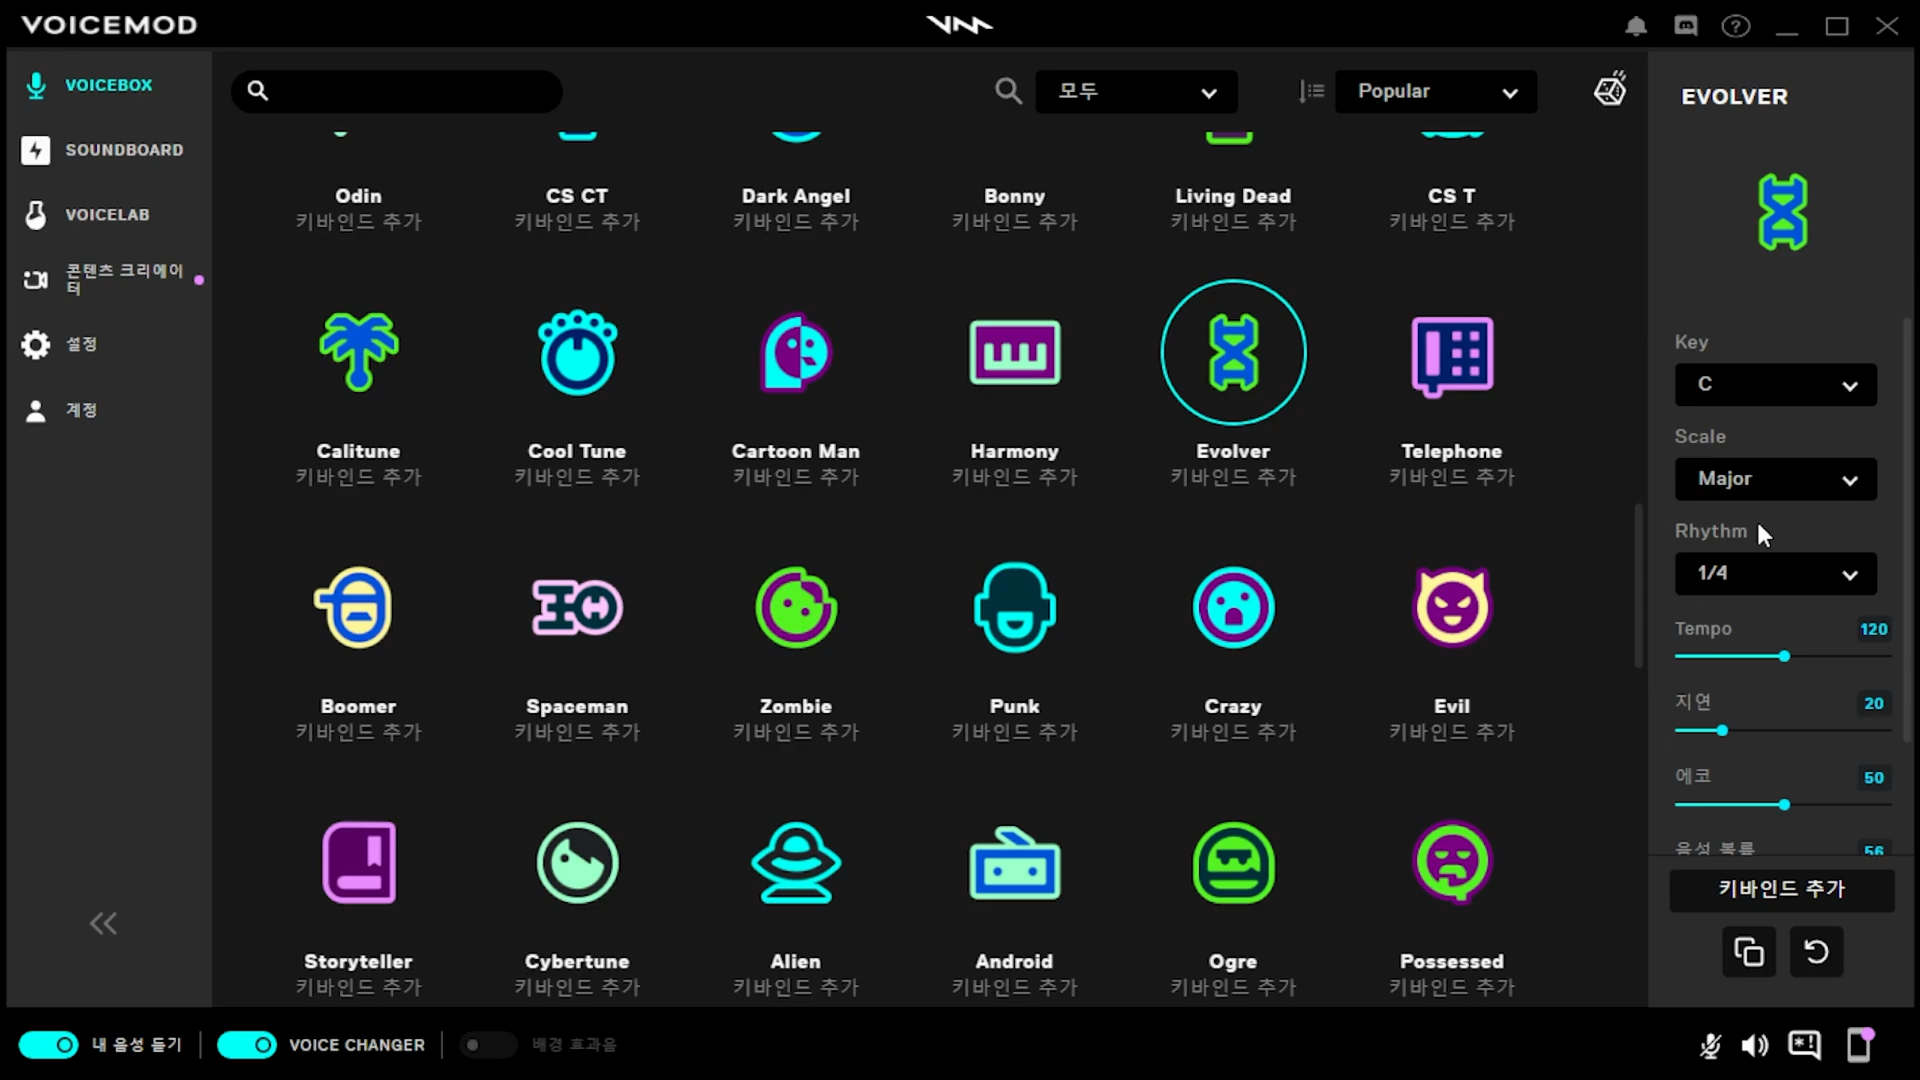 VOICEMOD
VOICEBOX
SOUNDBOARD
VOICELAB
콘텐츠 크리에이
터
설정
계정
모두
Popular
Odin
키바인드 추가
CS CT
키바인드 추가
Dark Angel
키바인드 추가
Bonny
키바인드 추가
Living Dead
키바인드 추가
CS T
키바인드 추가
Calitune
키바인드 추가
Cool Tune
키바인드 추가
Cartoon Man
키바인드 추가
Harmony
키바인드 추가
Evolver
키바인드 추가
Telephone
키바인드 추가
Boomer
키바인드 추가
Spaceman
키바인드 추가
Zombie
키바인드 추가
Punk
키바인드 추가
Crazy
키바인드 추가
Evil
키바인드 추가
Storyteller
키바인드 추가
Cybertune
키바인드 추가
Alien
키바인드 추가
Android
키바인드 추가
Ogre
키바인드 추가
Possessed
키바인드 추가
EVOLVER
Key
C
Scale
Major
Rhythm
1/4
Tempo 120
지연 20
에코 50
음성 볼륨 56
키바인드 추가
내 음성 듣기
VOICE CHANGER
배경 효과음